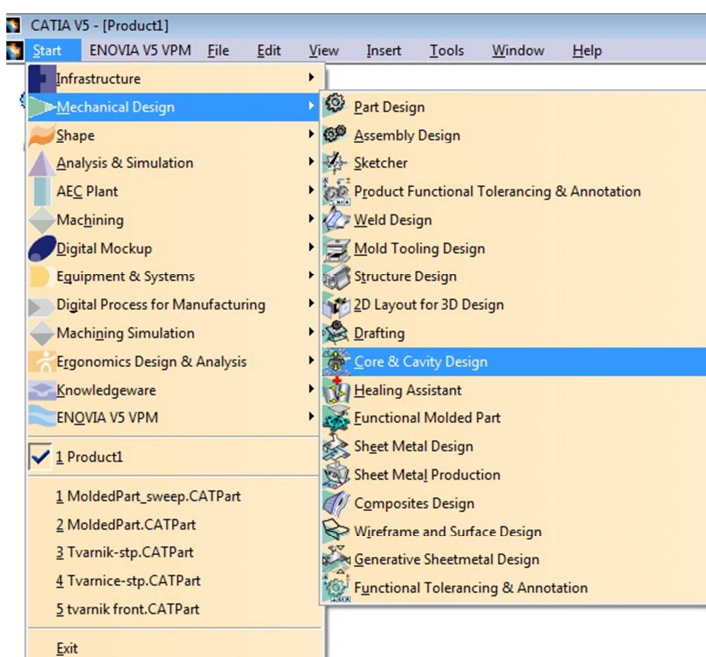 CATIA V5 - [Product1]
Start ENOVIA V5 VPM File Edit View Insert Tools Window Help
Infrastructure
Mechanical Design
Shape
Analysis & Simulation
AEC Plant
Machining
Digital Mockup
Equipment & Systems
Digital Process for Manufacturing
Machining Simulation
Ergonomics Design & Analysis
Knowledgeware
ENOVIA V5 VPM
1 Product1
1 MoldedPart_sweep.CATPart
2 MoldedPart.CATPart
3 Tvarnik-stp.CATPart
4 Tvarnice-stp.CATPart
5 tvarnik front.CATPart
Exit
Part Design
Assembly Design
Sketcher
Product Functional Tolerancing & Annotation
Weld Design
Mold Tooling Design
Structure Design
2D Layout for 3D Design
Drafting
Core & Cavity Design
Healing Assistant
Functional Molded Part
Sheet Metal Design
Sheet Metal Production
Composites Design
Wireframe and Surface Design
Generative Sheetmetal Design
Functional Tolerancing & Annotation